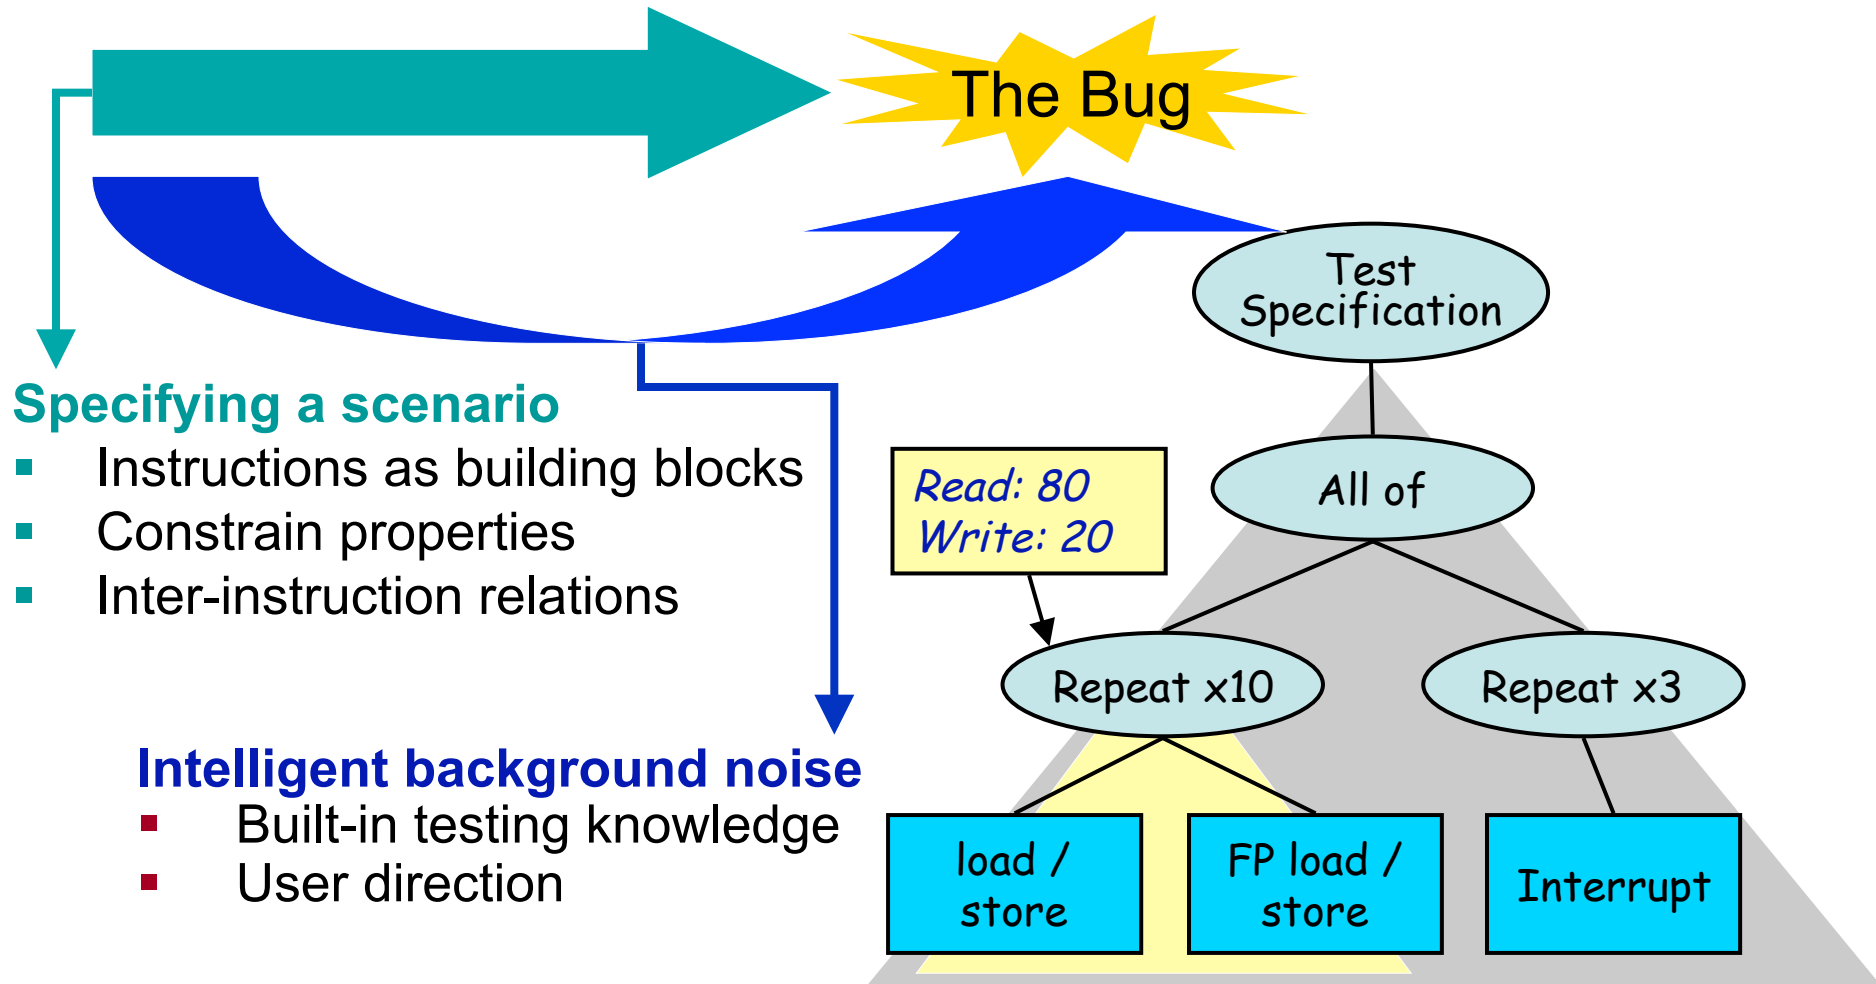 The Bug
Test
Specification
Specifying a scenario
▪ Instructions as building blocks
▪ Constrain properties
▪ Inter-instruction relations
Read: 80
Write: 20
All of
Repeat x10
Repeat x3
Intelligent background noise
▪ Built-in testing knowledge
▪ User direction
load /
store
FP load /
store
Interrupt